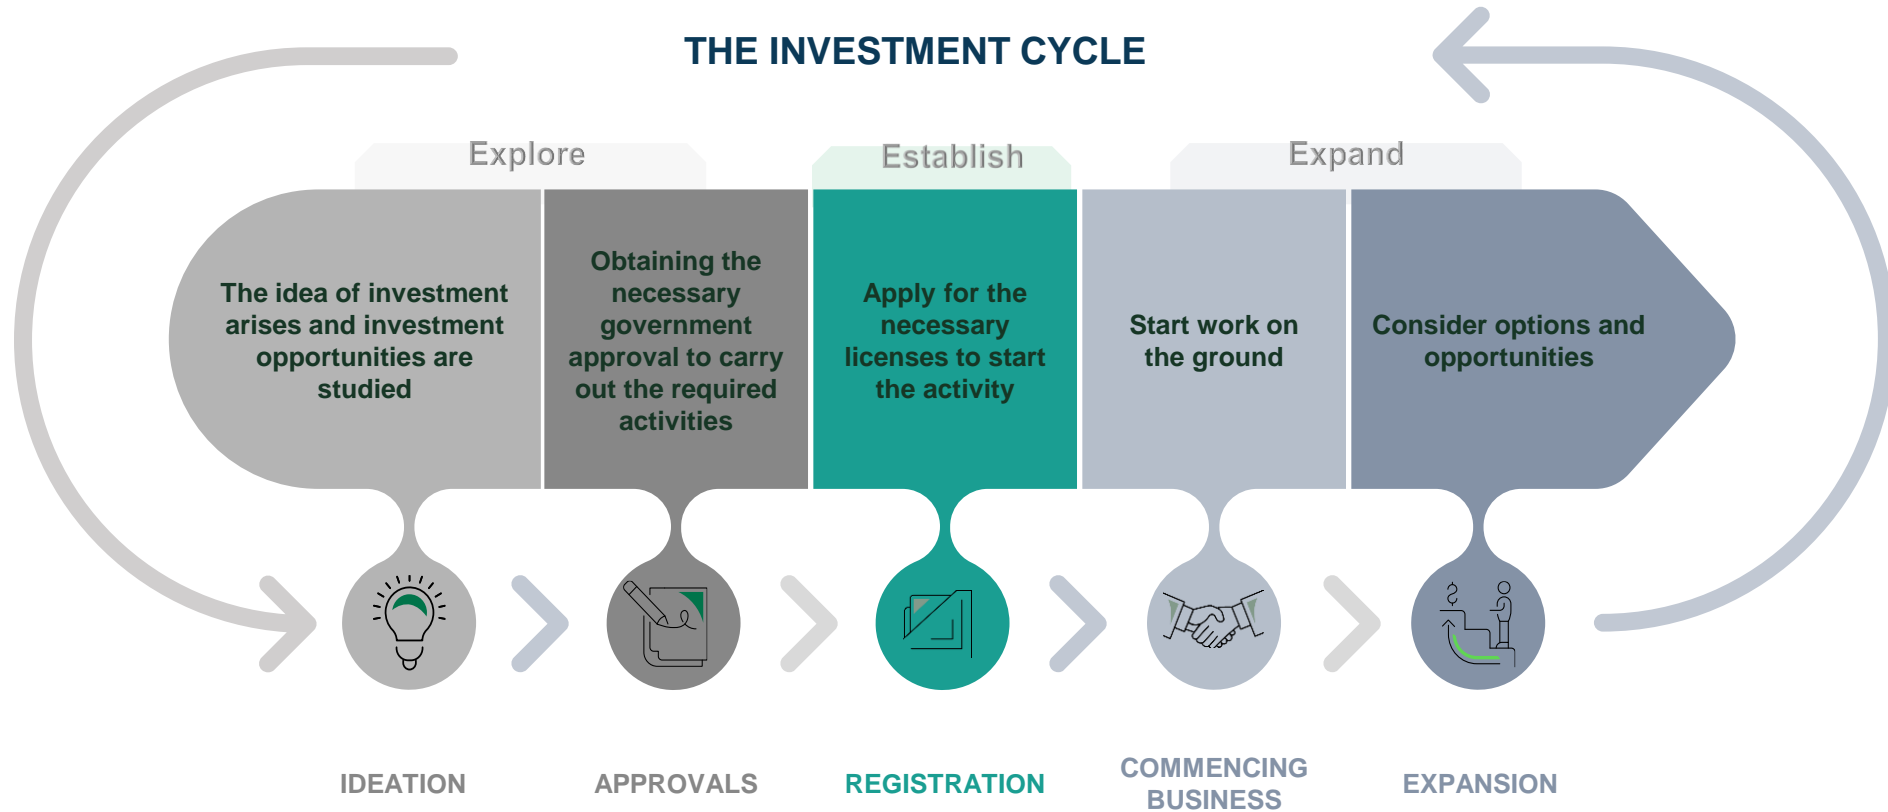 THE INVESTMENT CYCLE
Explore
Establish
Expand
The idea of investment
arises and investment
opportunities are
studied
Obtaining the
necessary
government
approval to carry
out the required
activities
Apply for the
necessary
licenses to start
the activity
Start work on
the ground
Consider options and
opportunities
IDEATION
APPROVALS
REGISTRATION
COMMENCING
BUSINESS
EXPANSION